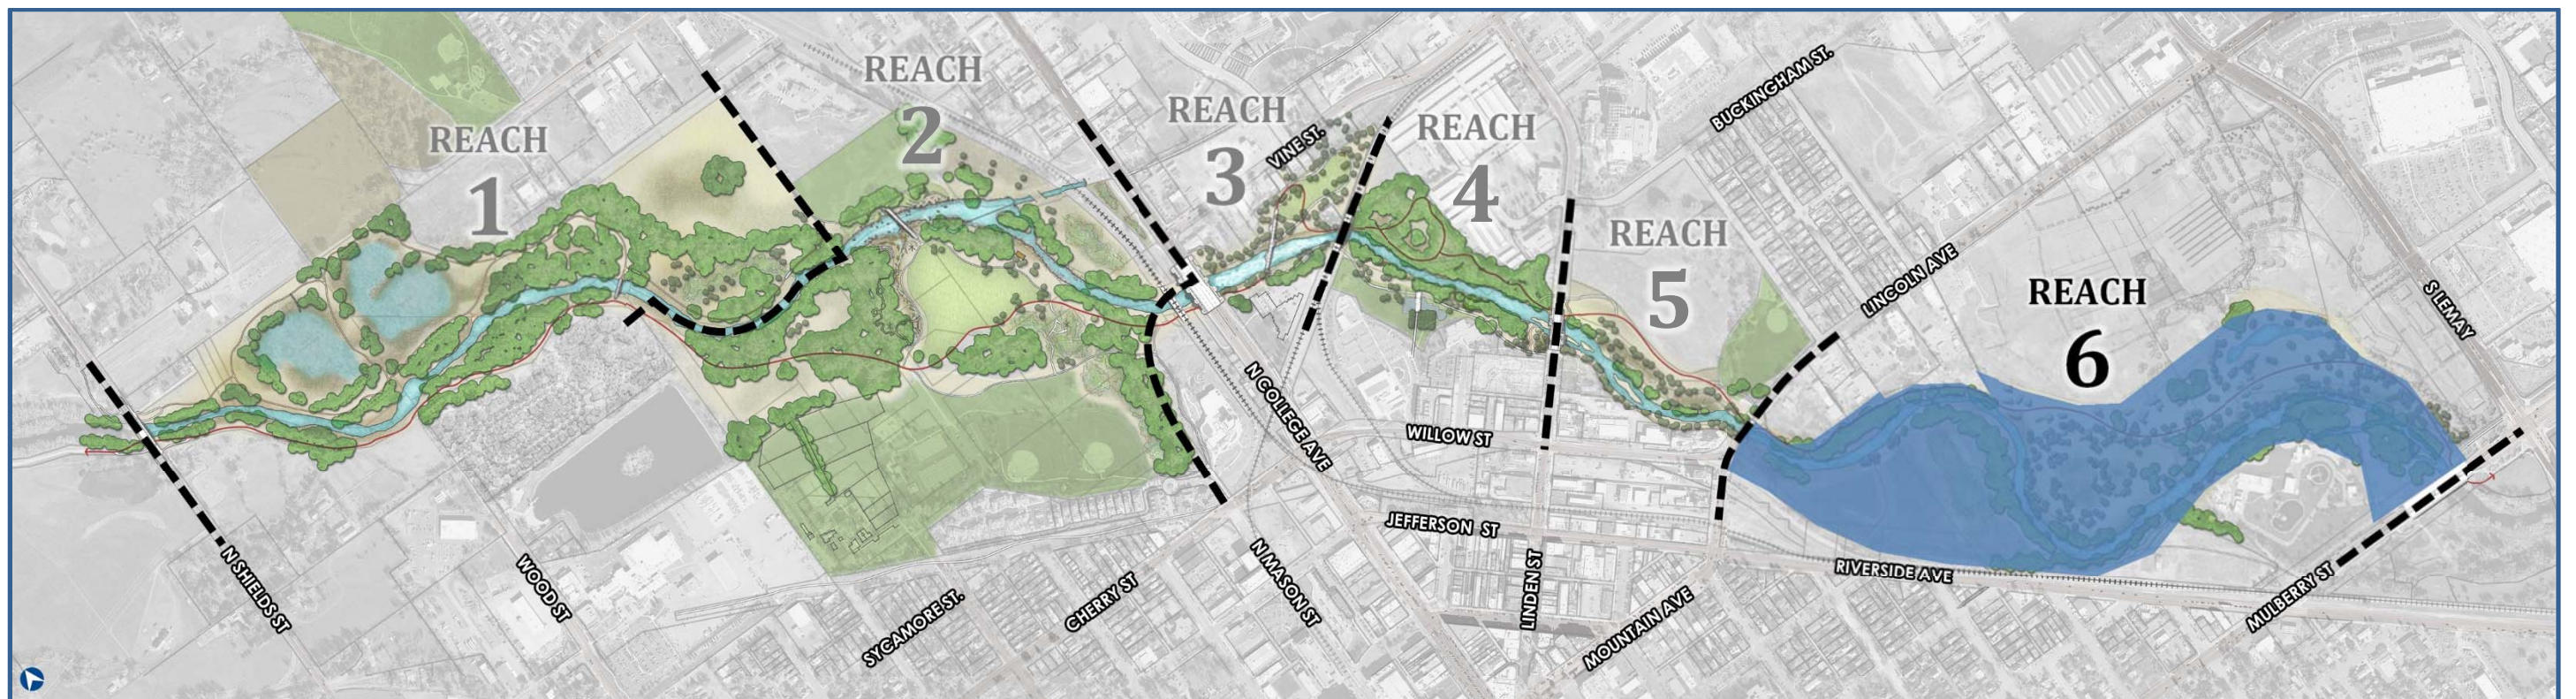 REACH
1
REACH
2
REACH
3
REACH
4
REACH
5
REACH
6
VINE ST.
BUCKINGHAM ST.
LINCOLN AVE
S LEMAY
N COLLEGE AVE
WILLOW ST
JEFFERSON ST
LINDEN ST
RIVERSIDE AVE
MOUNTAIN AVE
MULBERRY ST
N SHIELDS ST
WOOD ST
SYCAMORE ST.
CHERRY ST
N MASON ST